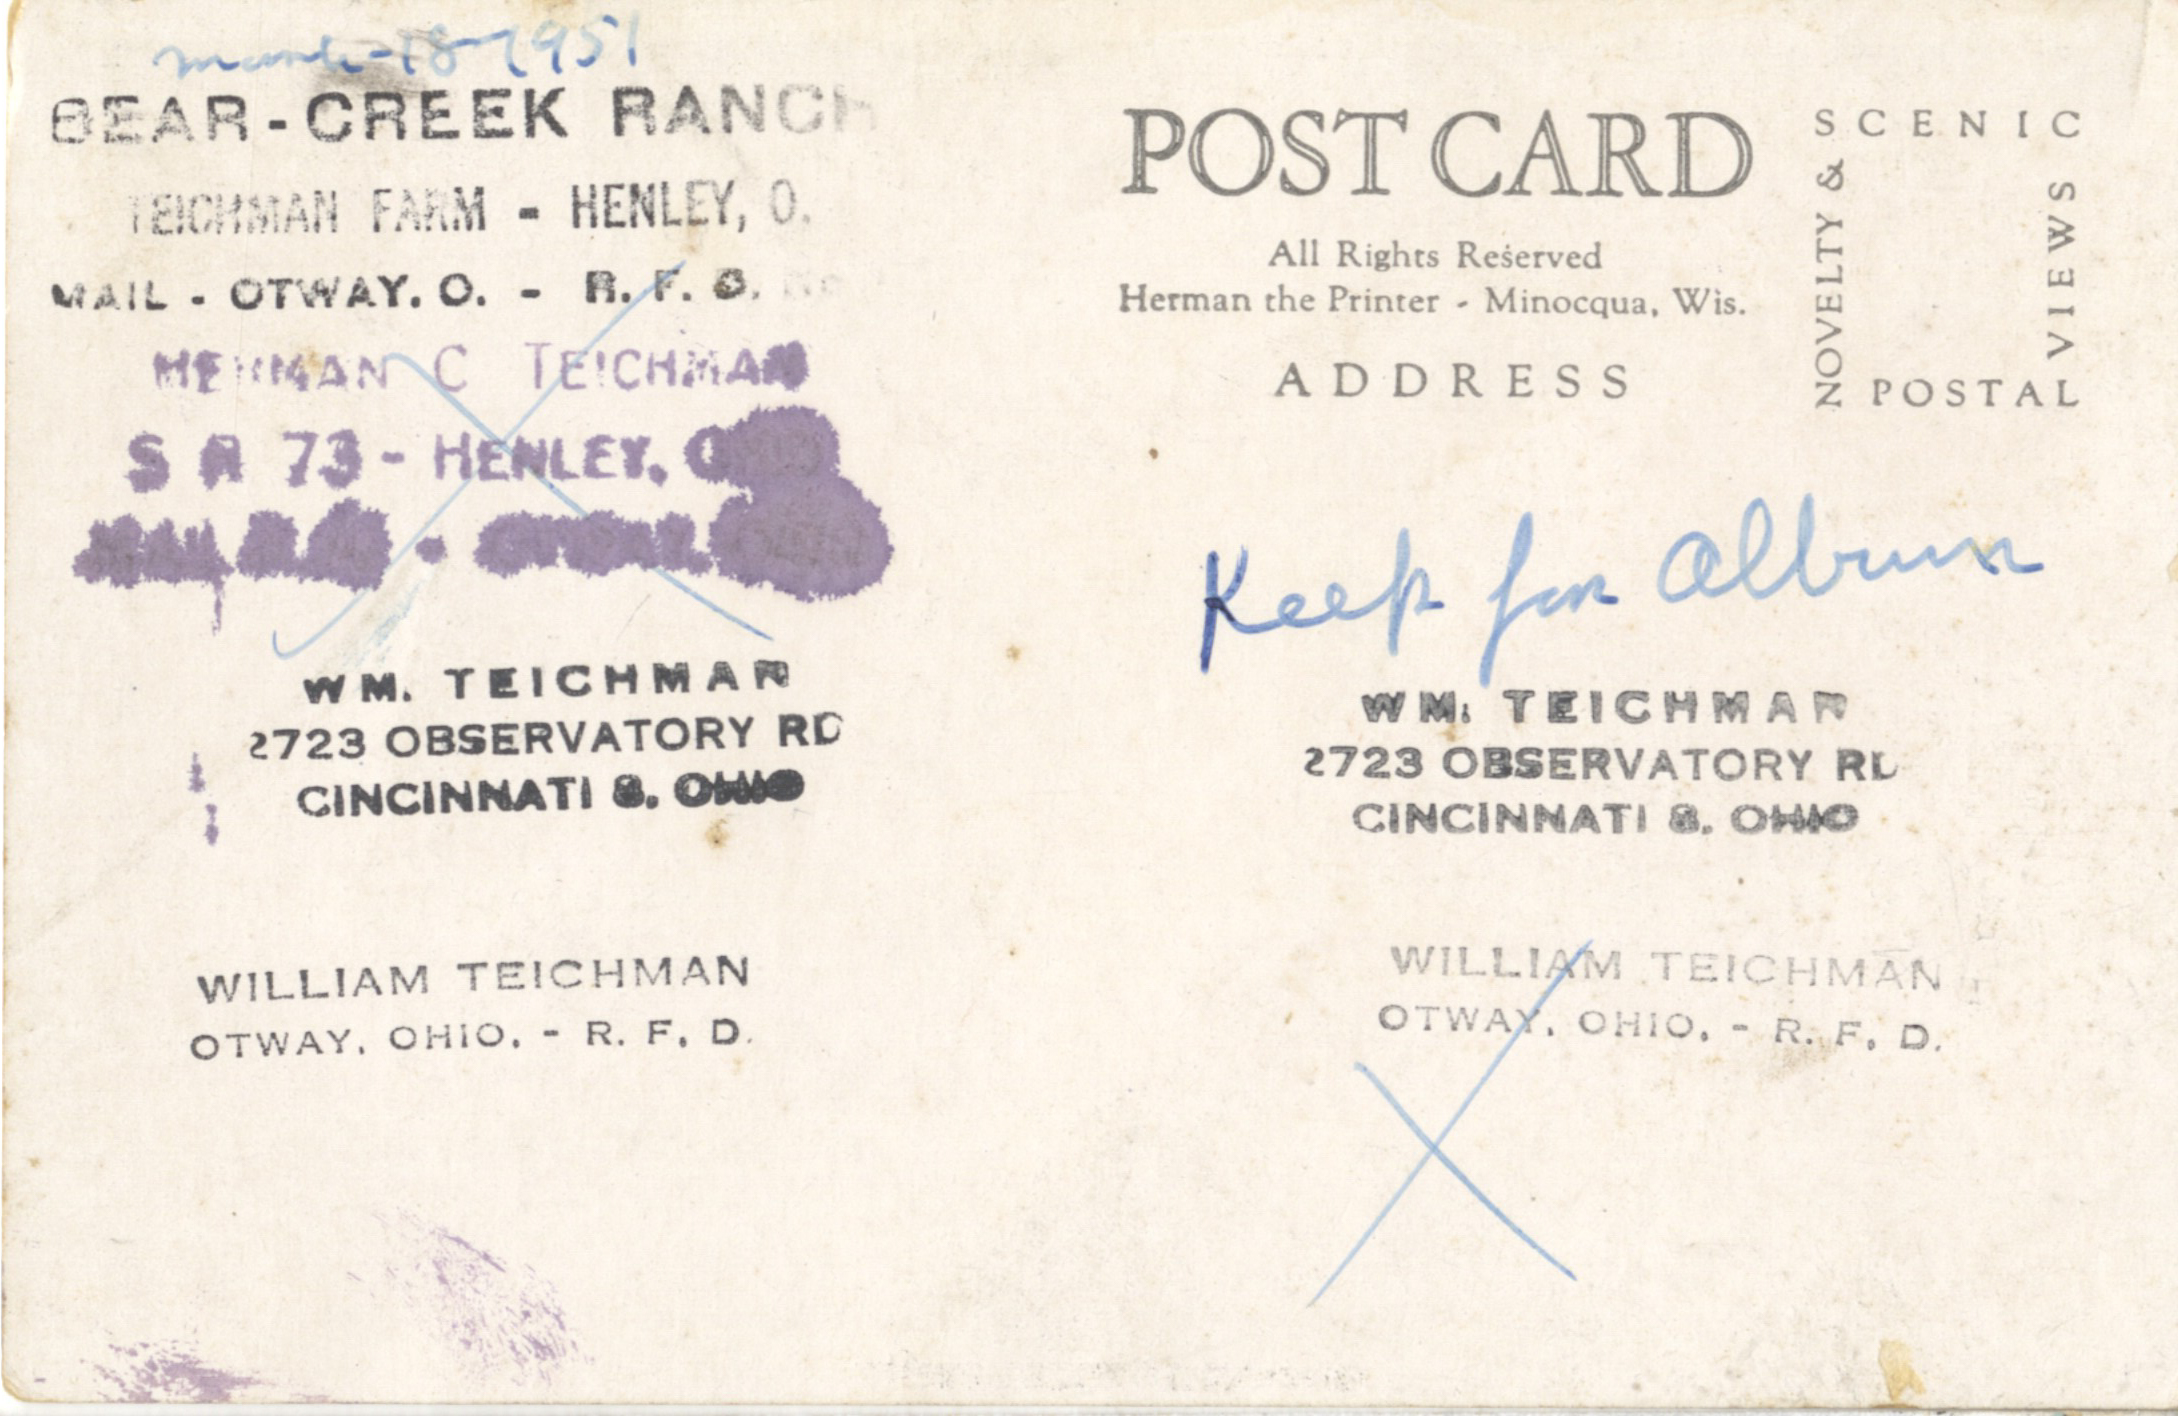 March-18-1951
BEAR-CREEK RANCH
TEICHMAN FARM - HENLEY, O.
MAIL - OTWAY. O. - R. F. D.
HERMAN C TEICHMAN
S R 73 - HENLEY, OHIO
MAIL - OTWAY.
WM. TEICHMAN
2723 OBSERVATORY RD
CINCINNATI 8. OHIO
WILLIAM TEICHMAN
OTWAY, OHIO, - R. F. D.
POST CARD
All Rights Reserved
Herman the Printer - Minocqua, Wis.
ADDRESS
NOVELTY &
SCENIC
VIEWS
POSTAL
Keep for Album
WM. TEICHMAN
2723 OBSERVATORY RD
CINCINNATI 8. OHIO
WILLIAM TEICHMAN
OTWAY, OHIO, - R. F. D.